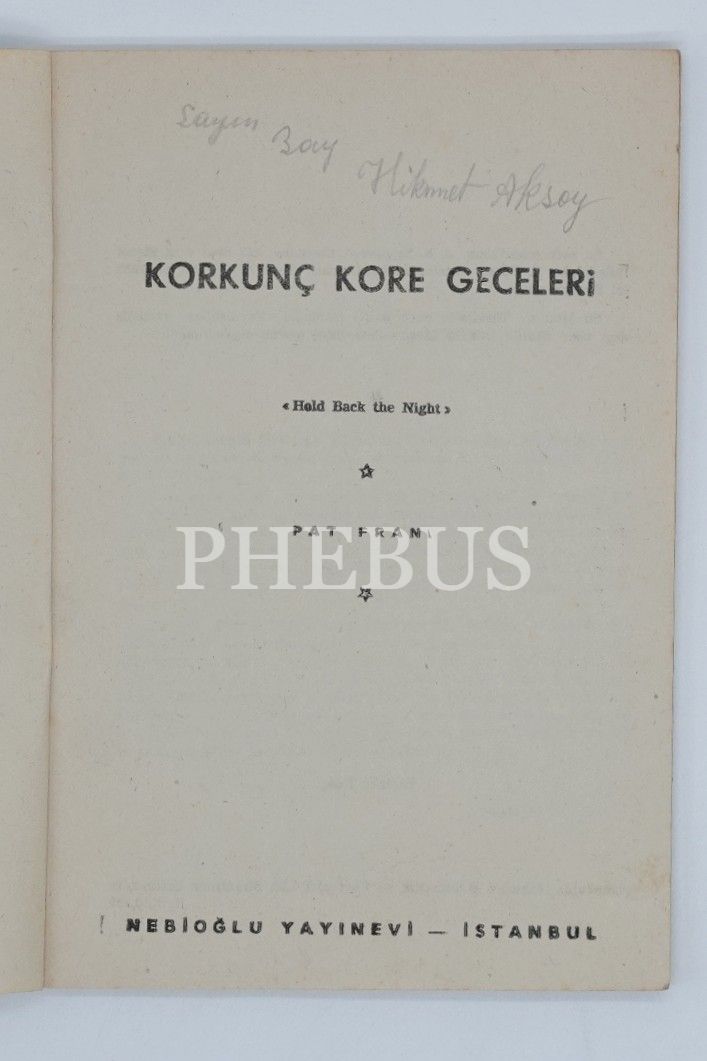 Sayın Bay Hikmet Aksoy
KORKUNÇ KORE GECELERİ
«Hold Back the Night»
PAT FRANK
PHEBUS
NEBİOĞLU YAYINEVİ — İSTANBUL